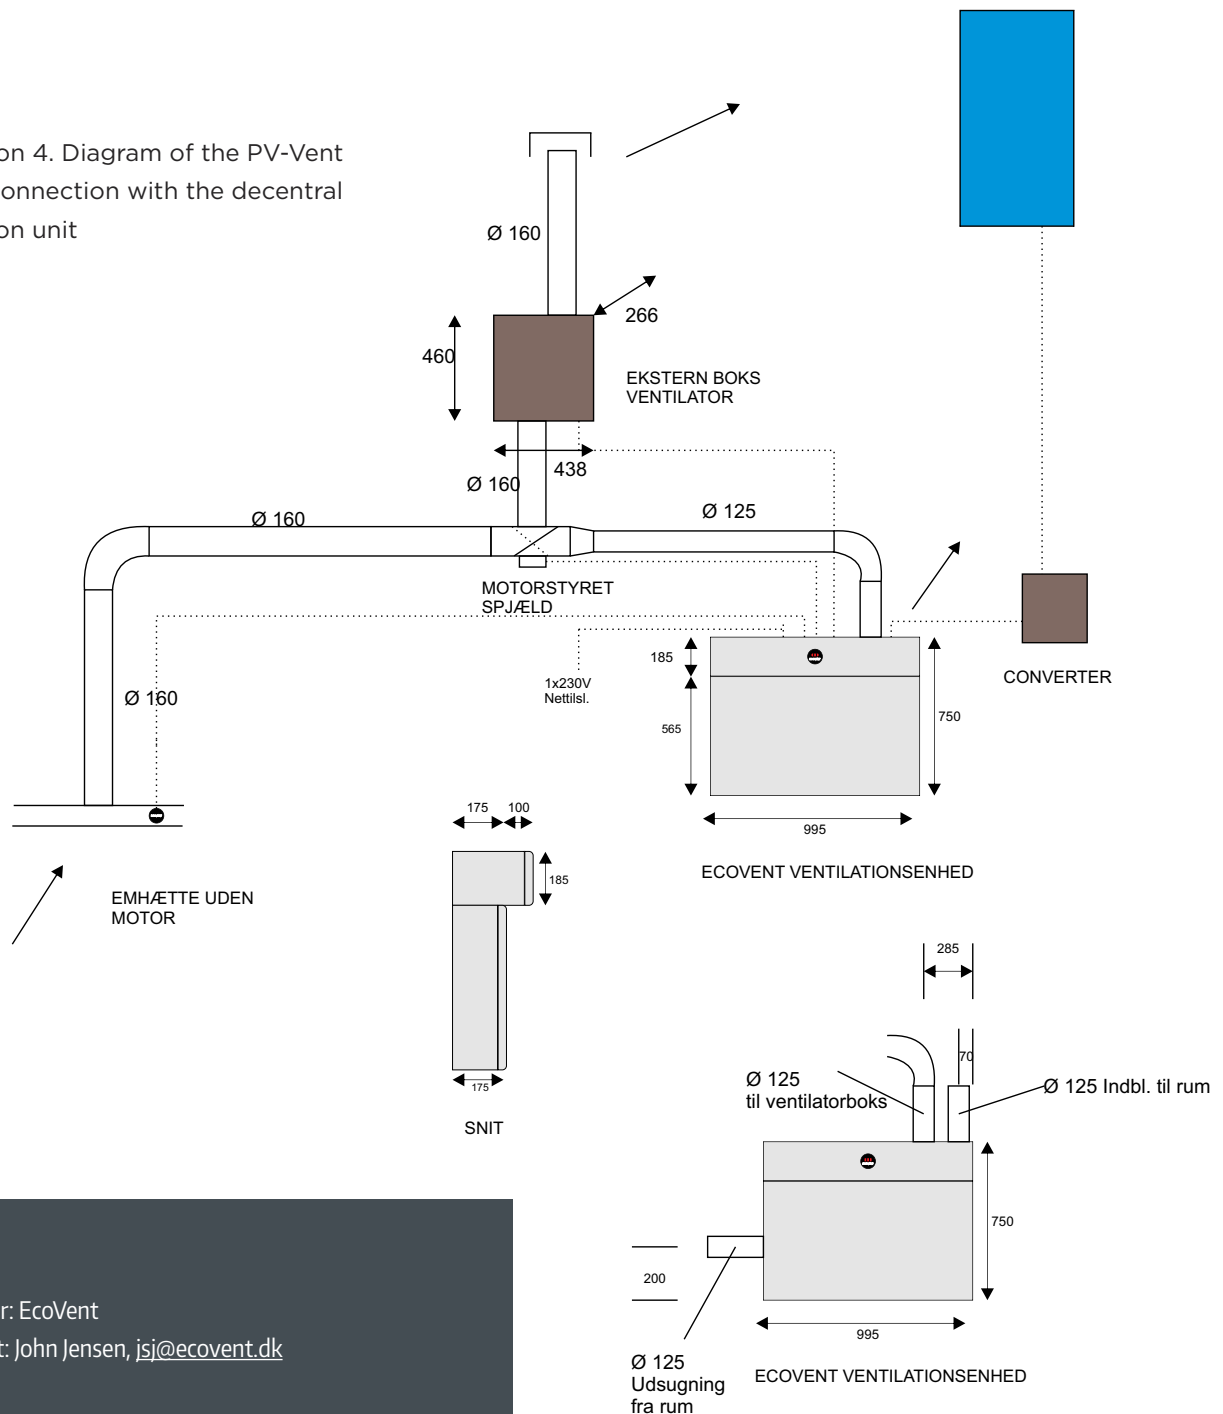 on 4. Diagram of the PV-Vent
onnection with the decentral
on unit
Ø 160
266
460
EKSTERN BOKS
VENTILATOR
438
Ø 160
Ø 160
Ø 125
MOTORSTYRET
SPJÆLD
185
1x230V
Nettilsl.
CONVERTER
Ø 160
565
750
175
100
995
185
ECOVENT VENTILATIONSENHED
EMHÆTTE UDEN
MOTOR
285
70
Ø 125
til ventilatorboks
Ø 125 Indbl. til rum
175
SNIT
750
200
995
Ø 125
Udsugning
fra rum
ECOVENT VENTILATIONSENHED
r: EcoVent
t: John Jensen, jsj@ecovent.dk